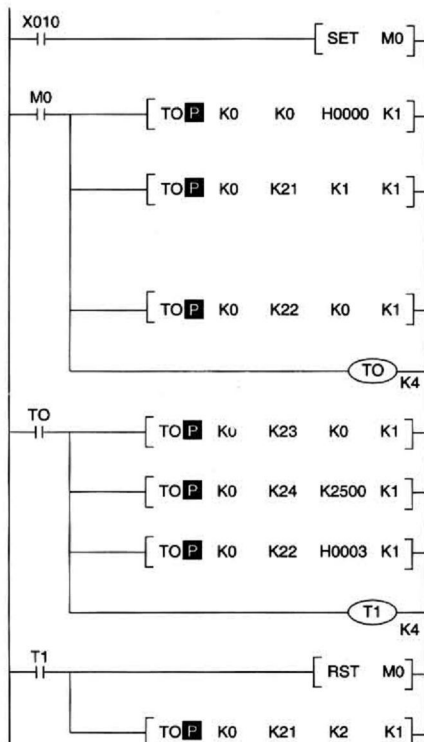 X010
SET M0
M0
TO P K0 K0 H0000 K1
TO P K0 K21 K1 K1
TO P K0 K22 K0 K1
TO
K4
TO
TO P K0 K23 K0 K1
TO P K0 K24 K2500 K1
TO P K0 K22 H0003 K1
T1
K4
T1
RST M0
TO P K0 K21 K2 K1